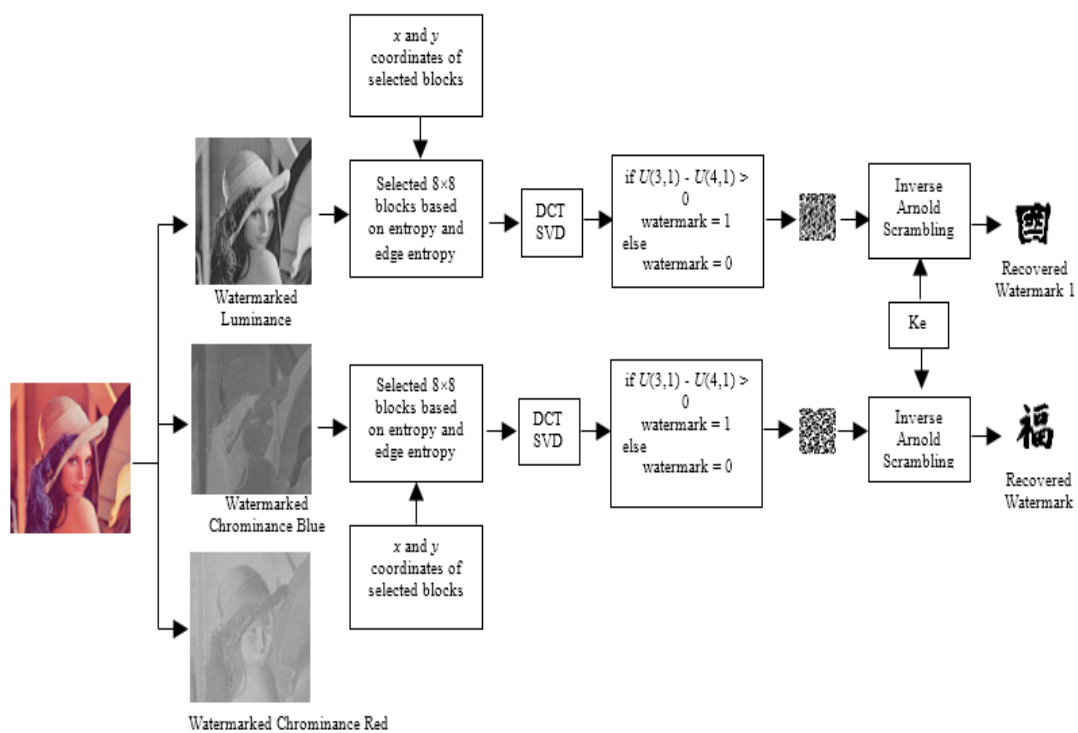 x and y
coordinates of
selected blocks
Selected 8×8
blocks based
on entropy and
edge entropy
DCT
SVD
if U(3,1) - U(4,1) >
0
watermark = 1
else
watermark = 0
Inverse
Arnold
Scrambling
Recovered
Watermark 1
Watermarked
Luminance
Ke
Selected 8×8
blocks based
on entropy and
edge entropy
DCT
SVD
if U(3,1) - U(4,1) >
0
watermark = 1
else
watermark = 0
Inverse
Arnold
Scrambling
福
Recovered
Watermark
Watermarked
Chrominance Blue
x and y
coordinates of
selected blocks
Watermarked Chrominance Red